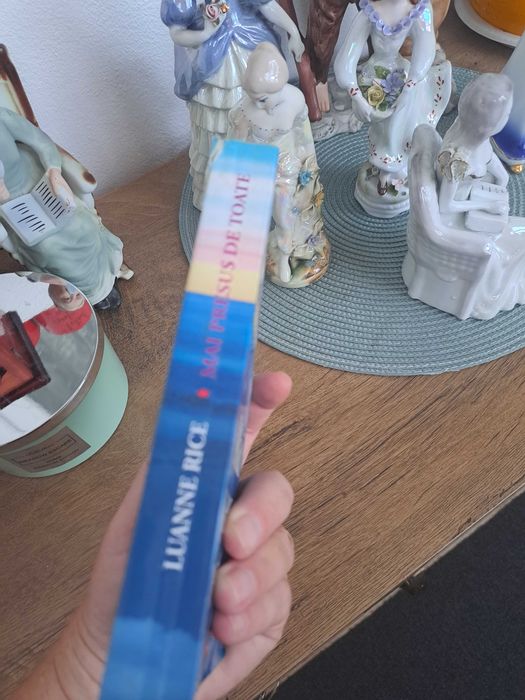 LUANNE RICE • MAI PRESUS DE TOATE